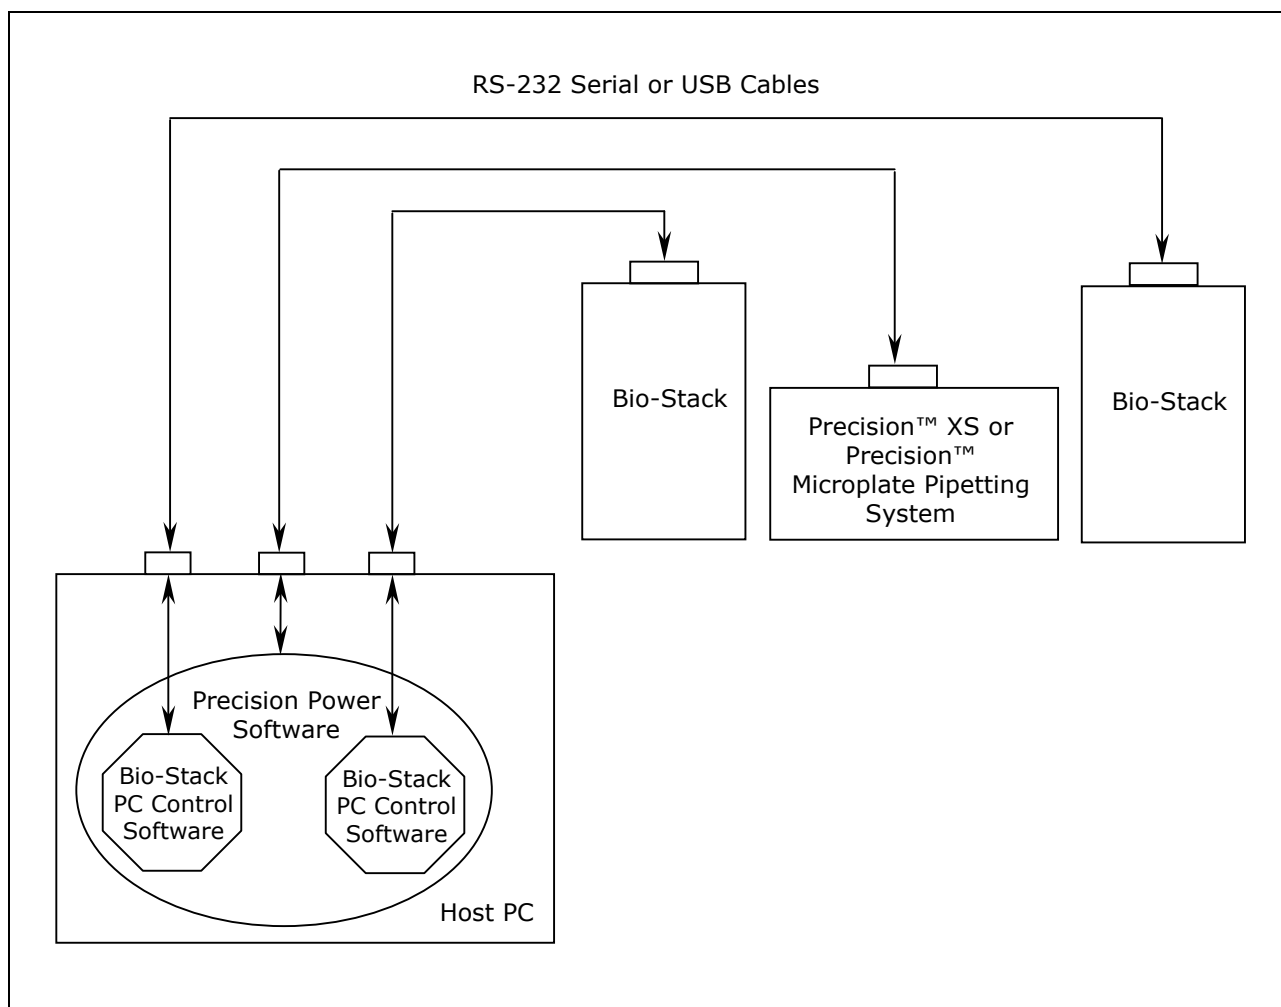 RS-232 Serial or USB Cables
Bio-Stack
Precision™ XS or
Precision™
Microplate Pipetting
System
Bio-Stack
Precision Power
Software
Bio-Stack
PC Control
Software
Bio-Stack
PC Control
Software
Host PC